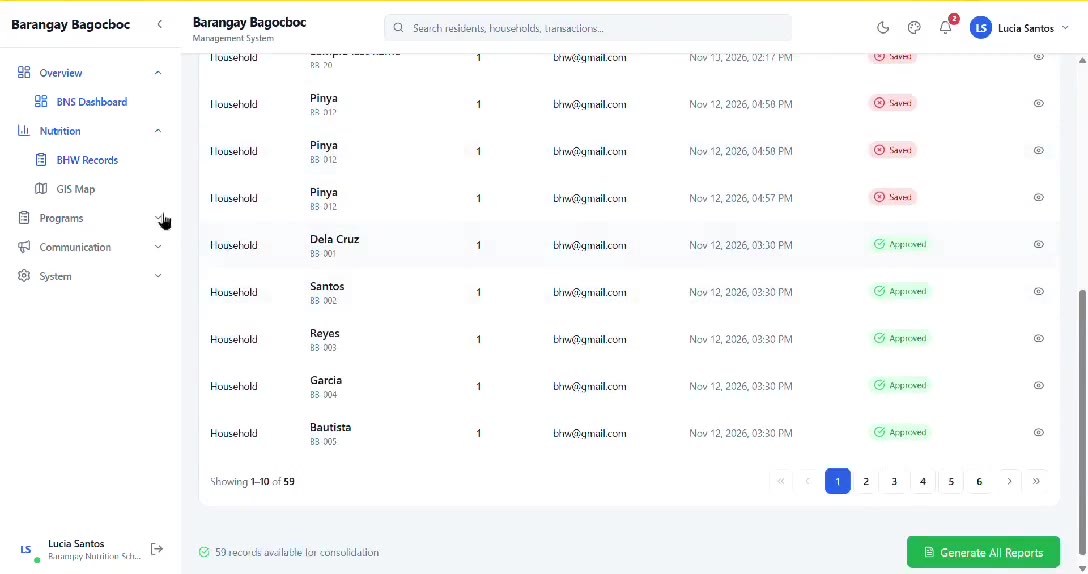 Barangay Bagocboc
Barangay Bagocboc
Management System
Search residents, households, transactions...
2
LS
Lucia Santos
Overview
BNS Dashboard
Nutrition
BHW Records
GIS Map
Programs
Communication
System
Household BB-20 1 bhw@gmail.com Nov 13, 2026, 02:17 PM Saved
Household Pinya 1 bhw@gmail.com Nov 12, 2026, 04:58 PM Saved
BB-012
Household Pinya 1 bhw@gmail.com Nov 12, 2026, 04:58 PM Saved
BB-012
Household Pinya 1 bhw@gmail.com Nov 12, 2026, 04:57 PM Saved
BB-012
Household Dela Cruz 1 bhw@gmail.com Nov 12, 2026, 03:30 PM Approved
BB-001
Household Santos 1 bhw@gmail.com Nov 12, 2026, 03:30 PM Approved
BB-002
Household Reyes 1 bhw@gmail.com Nov 12, 2026, 03:30 PM Approved
BB-003
Household Garcia 1 bhw@gmail.com Nov 12, 2026, 03:30 PM Approved
BB-004
Household Bautista 1 bhw@gmail.com Nov 12, 2026, 03:30 PM Approved
BB-005
Showing 1–10 of 59
« ‹ 1 2 3 4 5 6 › »
LS
Lucia Santos
Barangay Nutrition Sch...
59 records available for consolidation
Generate All Reports